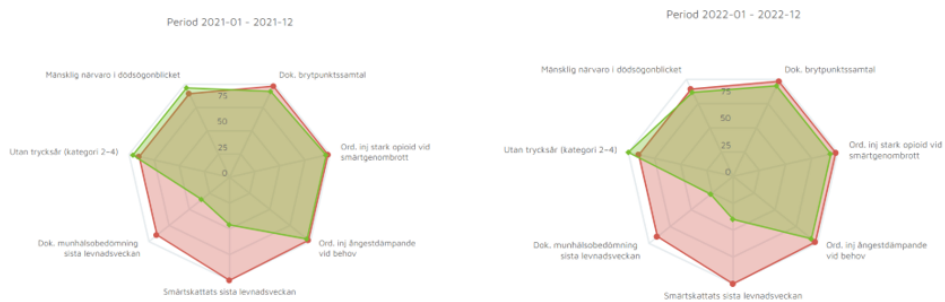 Period 2021-01 - 2021-12
Mänsklig närvaro i dödsögonblicket
Dok. brytpunktssamtal
75
50
25
0
Utan trycksår (kategori 2-4)
Ord. inj stark opioid vid
smärtgenombrott
Dok. munhälsobedömning
sista levnadsveckan
Ord. inj ångestdämpande
vid behov
Smärtskattats sista levnadsveckan
Period 2022-01 - 2022-12
Mänsklig närvaro i dödsögonblicket
Dok. brytpunktssamtal
75
50
25
0
Utan trycksår (kategori 2-4)
Ord. inj stark opioid vid
smärtgenombrott
Dok. munhälsobedömning
sista levnadsveckan
Ord. inj ångestdämpande
vid behov
Smärtskattats sista levnadsveckan